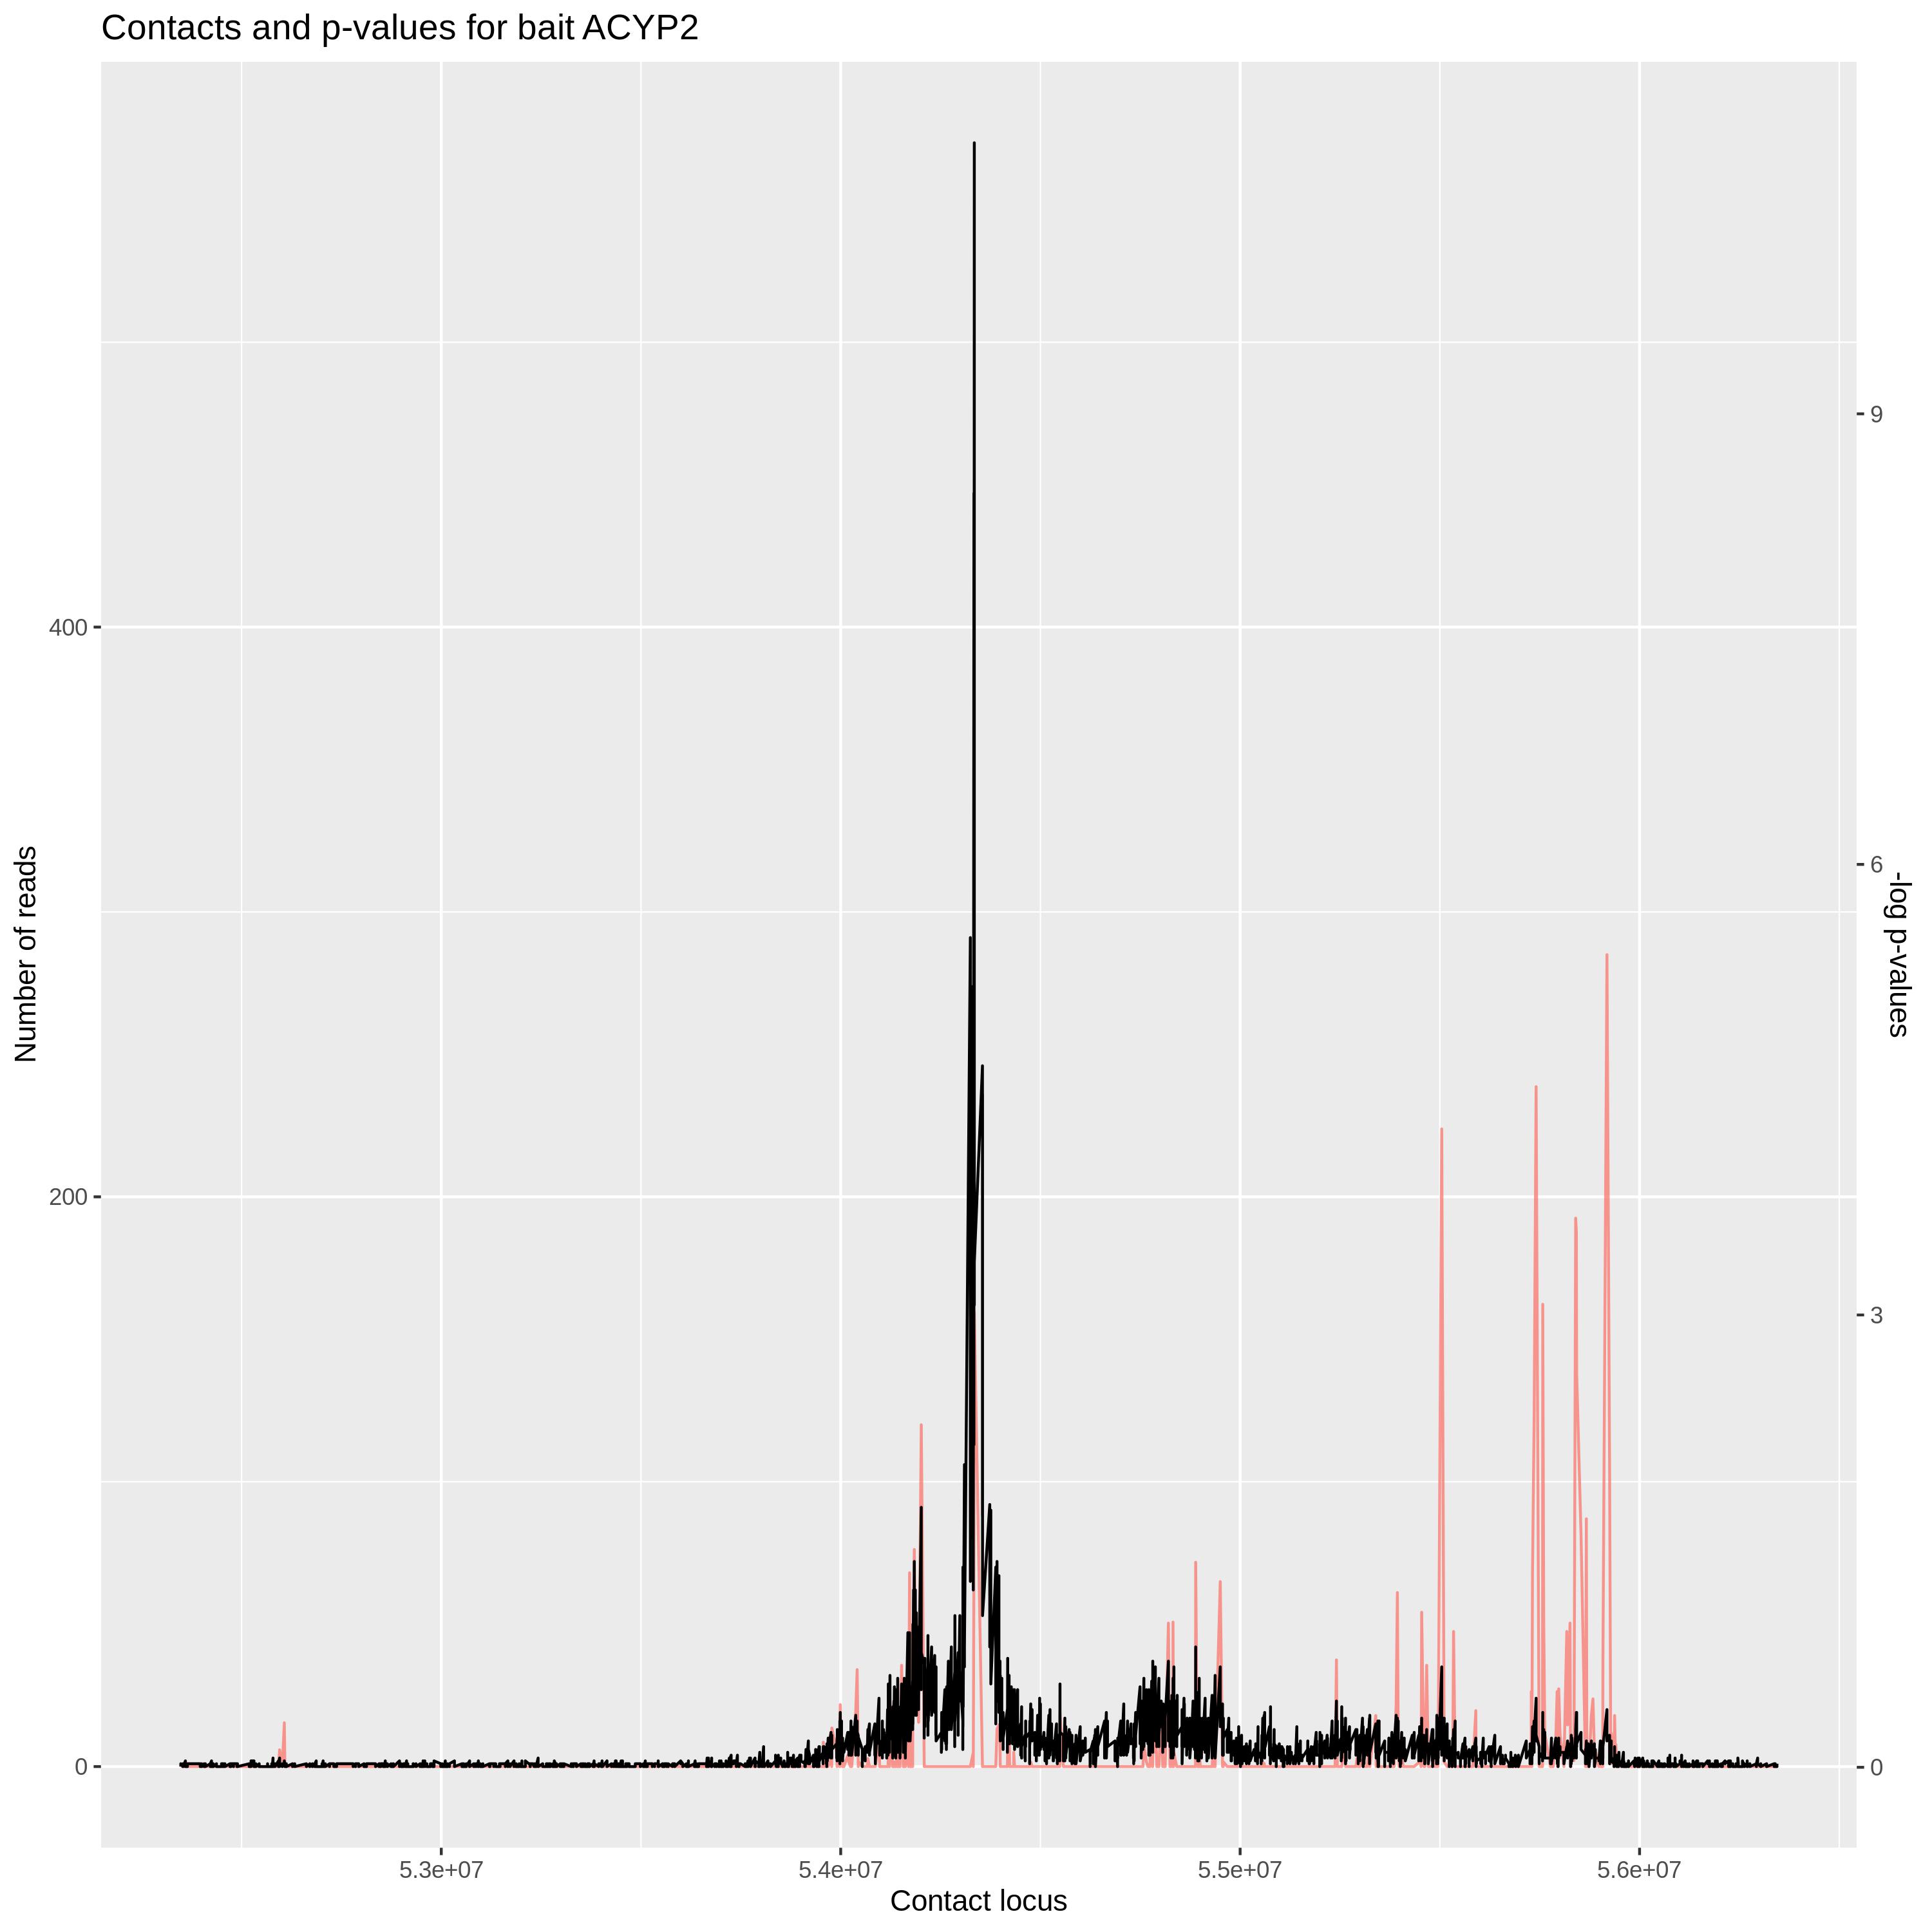 Contacts and p-values for bait ACYP2
Number of reads
400
200
0
9
6
3
0
-log p-values
5.3e+07
5.4e+07
5.5e+07
5.6e+07
Contact locus